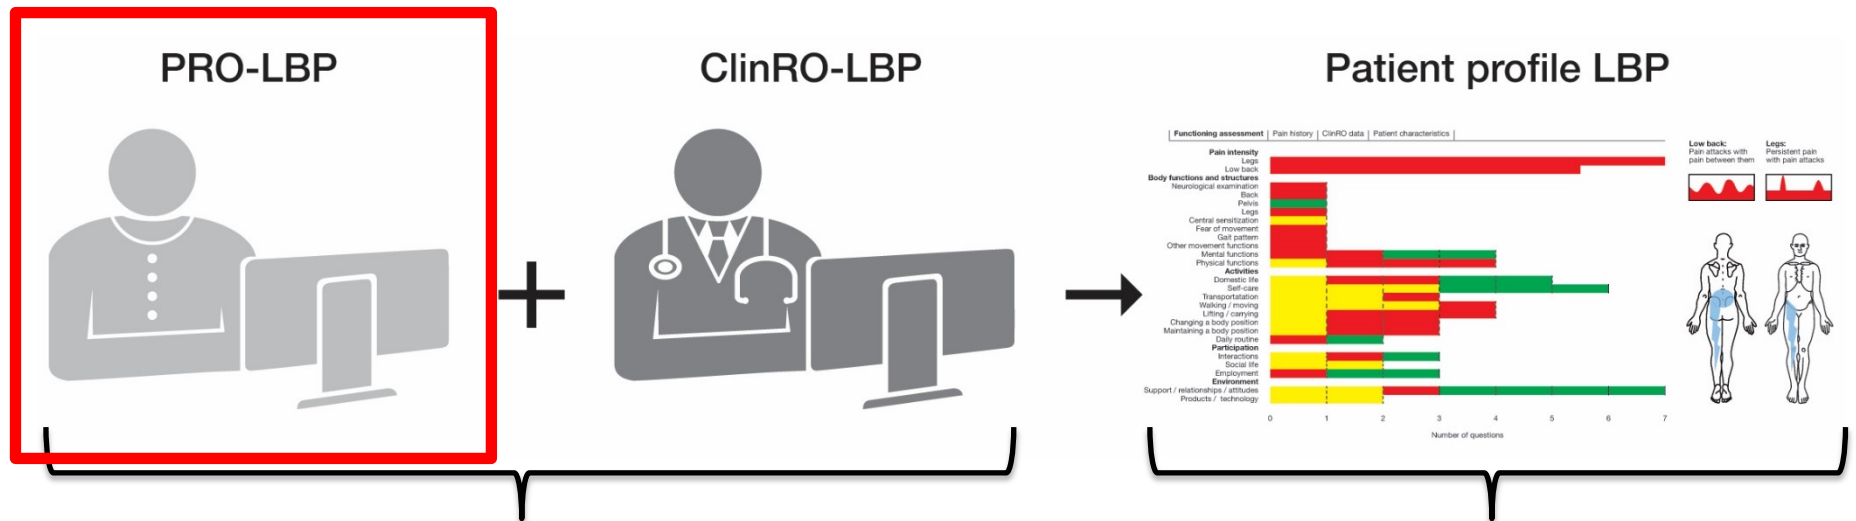 PRO-LBP
ClinRO-LBP
Patient profile LBP
Functioning assessment | Pain history | ClinRO data | Patient characteristics |
Pain intensity
Legs
Low back
Body functions and structures
Neurological examination
Back
Pelvis
Legs
Central sensitization
Fear of movement
Gait pattern
Other movement functions
Mental functions
Physical functions
Activities
Domestic life
Self-care
Transportatation
Walking / moving
Lifting / carrying
Changing a body position
Maintaining a body position
Daily routine
Participation
Interactions
Social life
Employment
Environment
Support / relationships / attitudes
Products / technology
0 1 2 3 4 5 6 7
Number of questions
Low back:
Pain attacks with
pain between them
Legs:
Persistent pain
with pain attacks